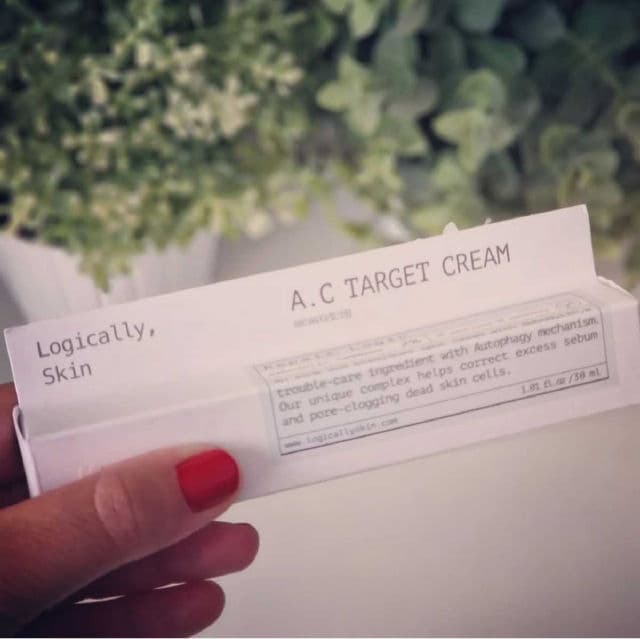 Logically,
Skin
A.C TARGET CREAM
trouble-care ingredient with Autophagy mechanism.
Our unique complex helps correct excess sebum
and pore-clogging dead skin cells.
1.01 fl.oz/30 ml
www.logicallyskin.com